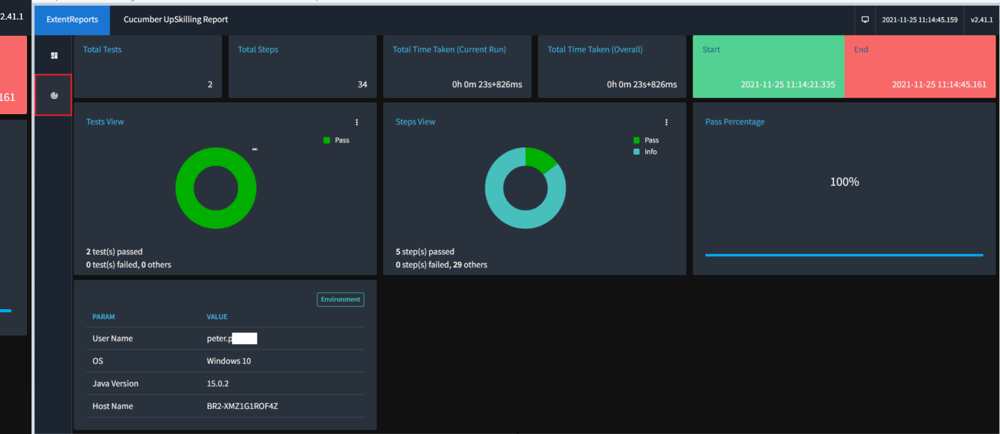 2.41.1
161
ExtentReports
Cucumber UpSkilling Report
2021-11-25 11:14:45.159
v2.41.1
Total Tests
2
Total Steps
34
Total Time Taken (Current Run)
0h 0m 23s+826ms
Total Time Taken (Overall)
0h 0m 23s+826ms
Start
2021-11-25 11:14:21.335
End
2021-11-25 11:14:45.161
Tests View
Pass
2 test(s) passed
0 test(s) failed, 0 others
Steps View
Pass
Info
5 step(s) passed
0 step(s) failed, 29 others
Pass Percentage
100%
Environment
PARAM VALUE
User Name peter.p
OS Windows 10
Java Version 15.0.2
Host Name BR2-XMZ1G1ROF4Z